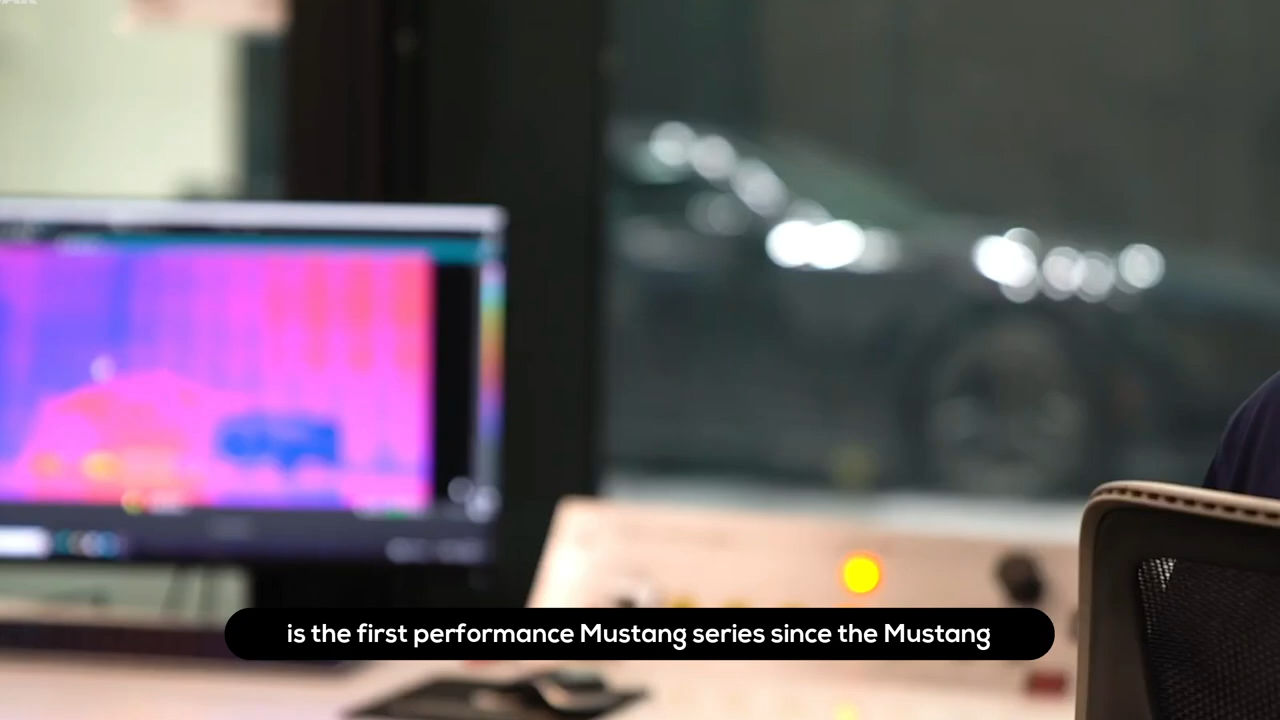 is the first performance Mustang series since the Mustang